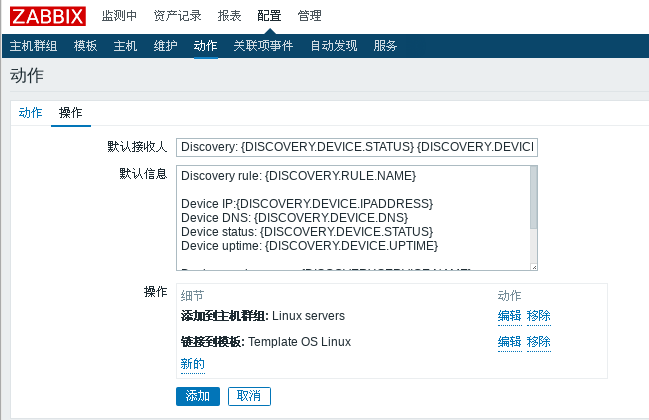 ZABBIX 监测中 资产记录 报表 配置 管理
主机群组 模板 主机 维护 动作 关联项事件 自动发现 服务
动作
动作 操作
默认接收人 Discovery: {DISCOVERY.DEVICE.STATUS} {DISCOVERY.DEVICI
默认信息 Discovery rule: {DISCOVERY.RULE.NAME}
Device IP:{DISCOVERY.DEVICE.IPADDRESS}
Device DNS: {DISCOVERY.DEVICE.DNS}
Device status: {DISCOVERY.DEVICE.STATUS}
Device uptime: {DISCOVERY.DEVICE.UPTIME}
操作 细节 动作
添加到主机群组: Linux servers 编辑 移除
链接到模板: Template OS Linux 编辑 移除
新的
添加 取消